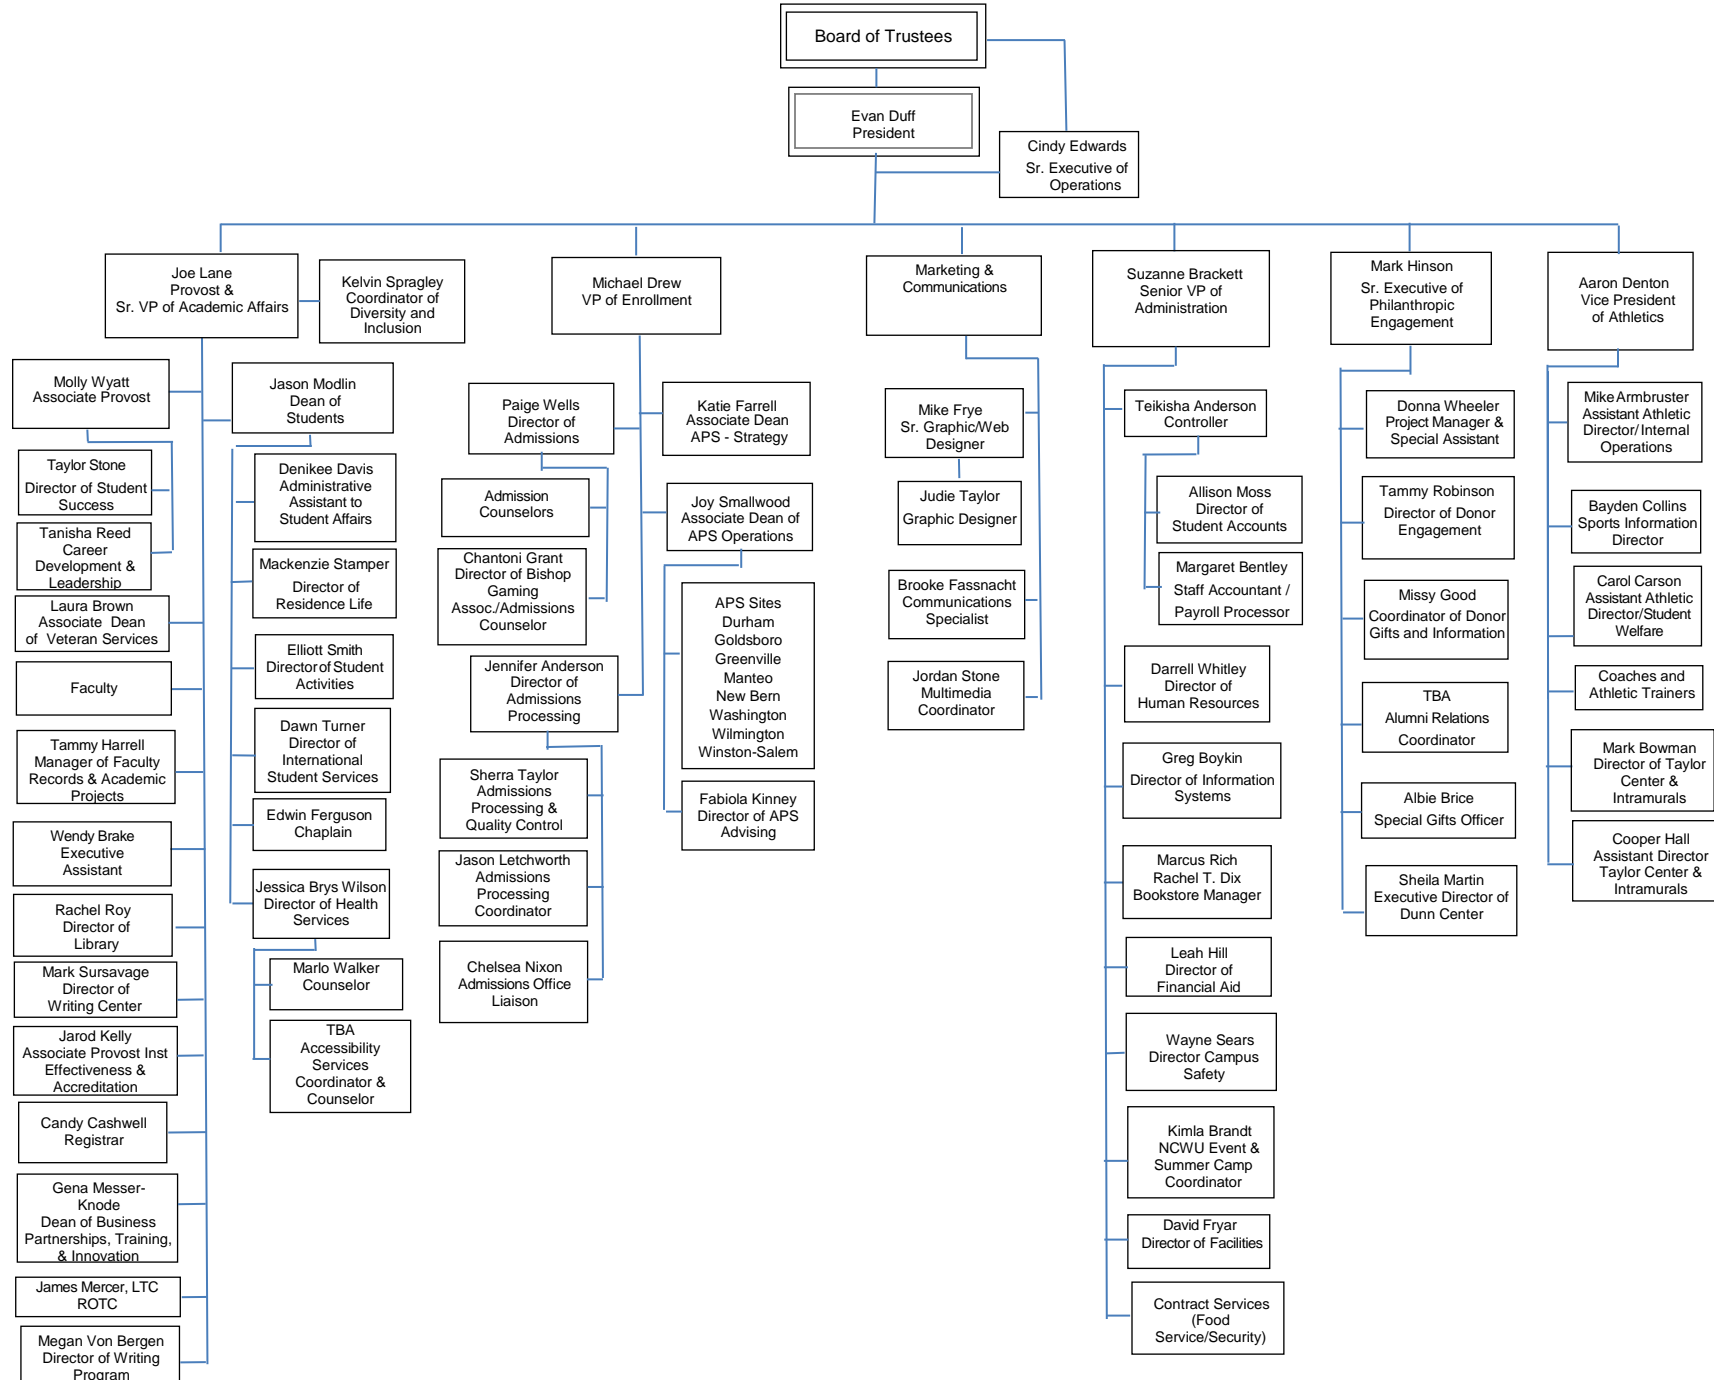 Board of Trustees
Evan Duff
President
Cindy Edwards
Sr. Executive of
Operations
Joe Lane
Provost &
Sr. VP of Academic Affairs
Kelvin Spragley
Coordinator of
Diversity and
Inclusion
Michael Drew
VP of Enrollment
Marketing &
Communications
Suzanne Brackett
Senior VP of
Administration
Mark Hinson
Sr. Executive of
Philanthropic
Engagement
Aaron Denton
Vice President
of Athletics
Molly Wyatt
Associate Provost
Taylor Stone
Director of Student
Success
Tanisha Reed
Career
Development &
Leadership
Laura Brown
Associate Dean
of Veteran Services
Faculty
Tammy Harrell
Manager of Faculty
Records & Academic
Projects
Wendy Brake
Executive
Assistant
Rachel Roy
Director of
Library
Mark Sursavage
Director of
Writing Center
Jarod Kelly
Associate Provost Inst
Effectiveness &
Accreditation
Candy Cashwell
Registrar
Gena Messer-
Knode
Dean of Business
Partnerships, Training,
& Innovation
James Mercer, LTC
ROTC
Megan Von Bergen
Director of Writing
Program
Jason Modlin
Dean of
Students
Denikee Davis
Administrative
Assistant to
Student Affairs
Mackenzie Stamper
Director of
Residence Life
Elliott Smith
Director of Student
Activities
Dawn Turner
Director of
International
Student Services
Edwin Ferguson
Chaplain
Jessica Brys Wilson
Director of Health
Services
Marlo Walker
Counselor
TBA
Accessibility
Services
Coordinator &
Counselor
Paige Wells
Director of
Admissions
Admission
Counselors
Chantoni Grant
Director of Bishop
Gaming
Assoc./Admissions
Counselor
Jennifer Anderson
Director of
Admissions
Processing
Sherra Taylor
Admissions
Processing &
Quality Control
Jason Letchworth
Admissions
Processing
Coordinator
Chelsea Nixon
Admissions Office
Liaison
Katie Farrell
Associate Dean
APS - Strategy
Joy Smallwood
Associate Dean of
APS Operations
APS Sites
Durham
Goldsboro
Greenville
Manteo
New Bern
Washington
Wilmington
Winston-Salem
Fabiola Kinney
Director of APS
Advising
Mike Frye
Sr. Graphic/Web
Designer
Judie Taylor
Graphic Designer
Brooke Fassnacht
Communications
Specialist
Jordan Stone
Multimedia
Coordinator
Teikisha Anderson
Controller
Allison Moss
Director of
Student Accounts
Margaret Bentley
Staff Accountant /
Payroll Processor
Darrell Whitley
Director of
Human Resources
Greg Boykin
Director of Information
Systems
Marcus Rich
Rachel T. Dix
Bookstore Manager
Leah Hill
Director of
Financial Aid
Wayne Sears
Director Campus
Safety
Kimla Brandt
NCWU Event &
Summer Camp
Coordinator
David Fryar
Director of Facilities
Contract Services
(Food
Service/Security)
Donna Wheeler
Project Manager &
Special Assistant
Tammy Robinson
Director of Donor
Engagement
Missy Good
Coordinator of Donor
Gifts and Information
TBA
Alumni Relations
Coordinator
Albie Brice
Special Gifts Officer
Sheila Martin
Executive Director of
Dunn Center
Mike Armbruster
Assistant Athletic
Director/Internal
Operations
Bayden Collins
Sports Information
Director
Carol Carson
Assistant Athletic
Director/Student
Welfare
Coaches and
Athletic Trainers
Mark Bowman
Director of Taylor
Center &
Intramurals
Cooper Hall
Assistant Director
Taylor Center &
Intramurals